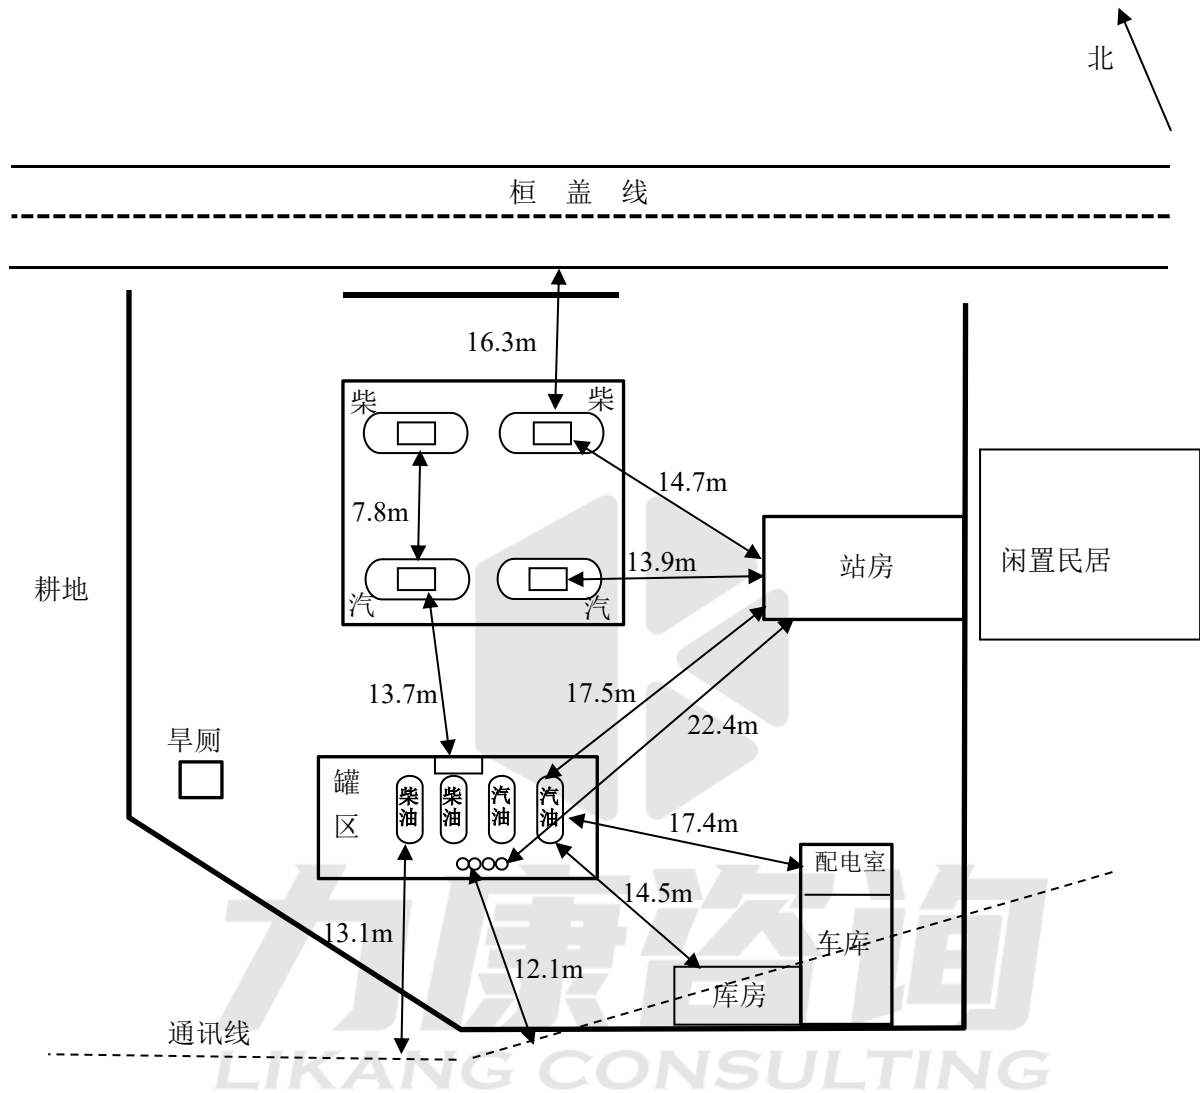 北
桓 盖 线
16.3m
柴
柴
14.7m
7.8m
13.9m
站房
闲置民居
耕地
汽
汽
13.7m
17.5m
22.4m
旱厕
罐
区
柴油
柴油
汽油
汽油
17.4m
配电室
14.5m
13.1m
车库
12.1m
库房
通讯线
力康咨询
LIKANG CONSULTING